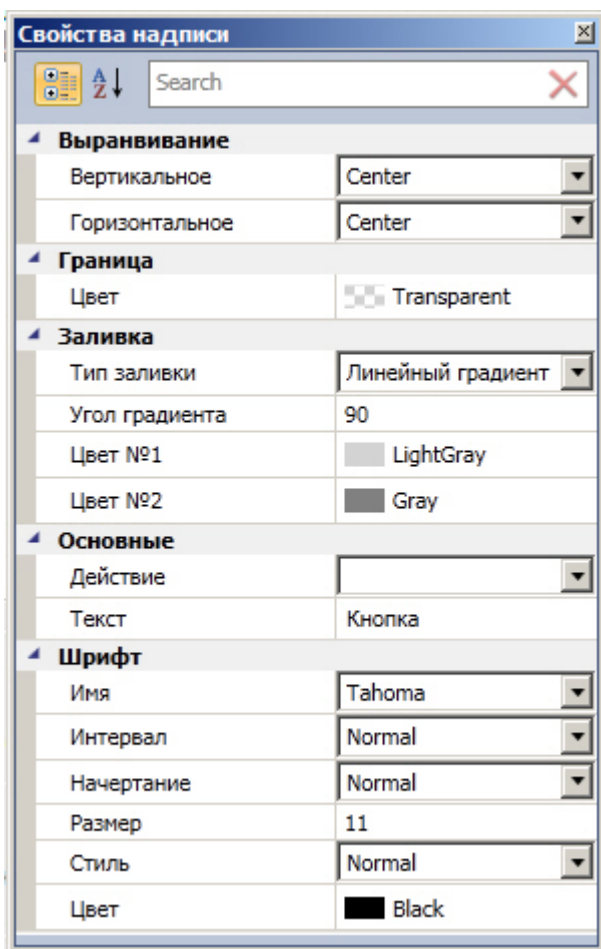 Свойства надписи
Search
Выранвивание
Вертикальное Center
Горизонтальное Center
Граница
Цвет Transparent
Заливка
Тип заливки Линейный градиент
Угол градиента 90
Цвет №1 LightGray
Цвет №2 Gray
Основные
Действие
Текст Кнопка
Шрифт
Имя Tahoma
Интервал Normal
Начертание Normal
Размер 11
Стиль Normal
Цвет Black